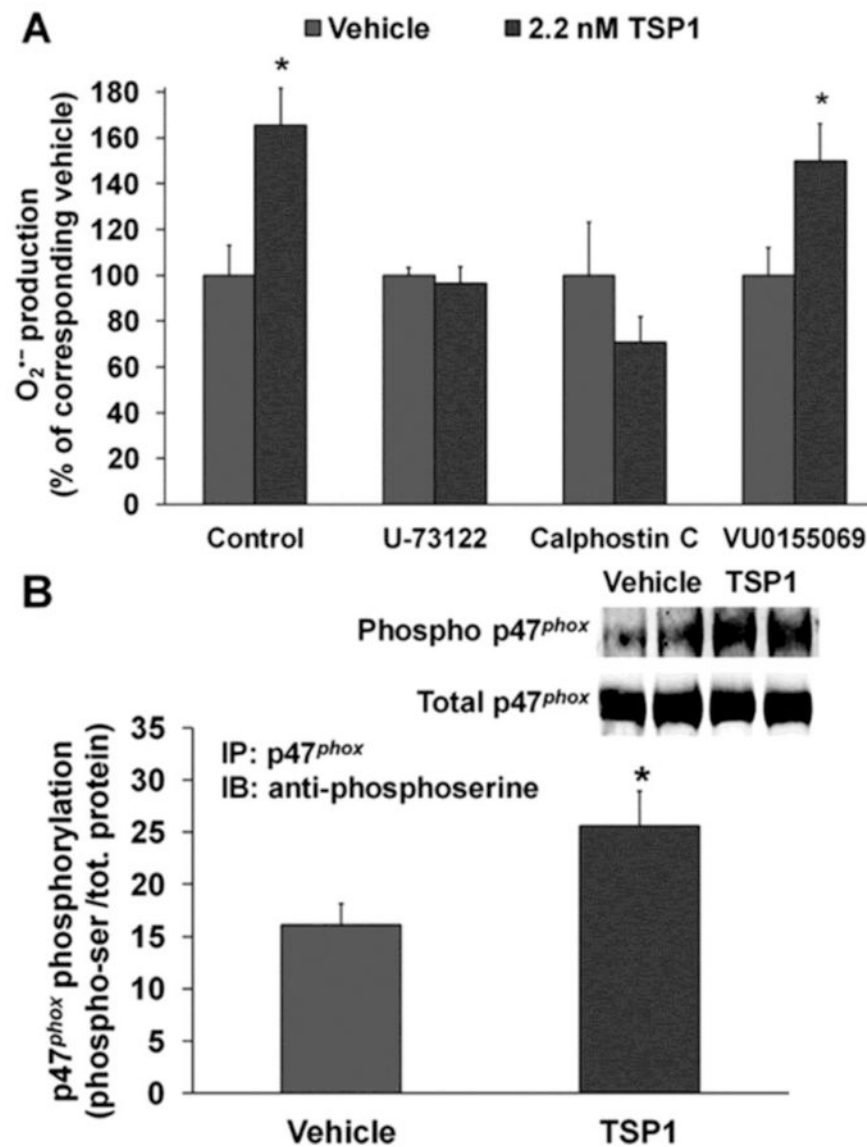 A
Vehicle 2.2 nM TSP1
O₂•– production
(% of corresponding vehicle)
180
160
140
120
100
80
60
40
20
0
*
*
Control U-73122 Calphostin C VU0155069
B
Vehicle TSP1
Phospho p47phox
Total p47phox
IP: p47phox
IB: anti-phosphoserine
p47phox phosphorylation
(phospho-ser /tot. protein)
35
30
25
20
15
10
5
0
*
Vehicle TSP1